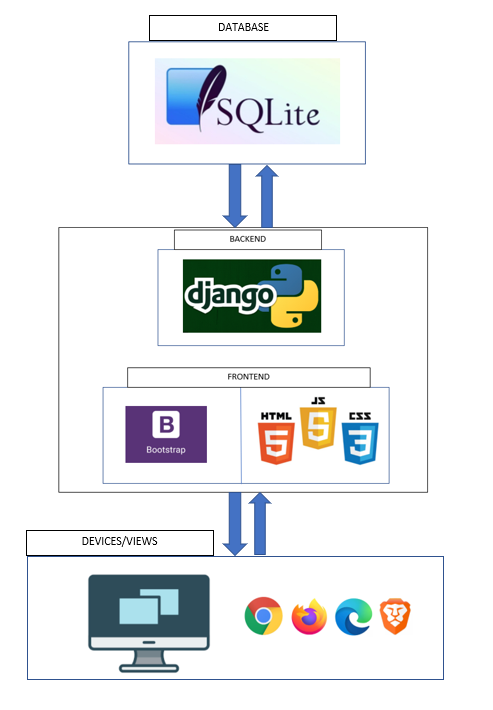 DATABASE
SQLite
BACKEND
django
FRONTEND
B
Bootstrap
HTML
5
JS
5
CSS
3
DEVICES/VIEWS